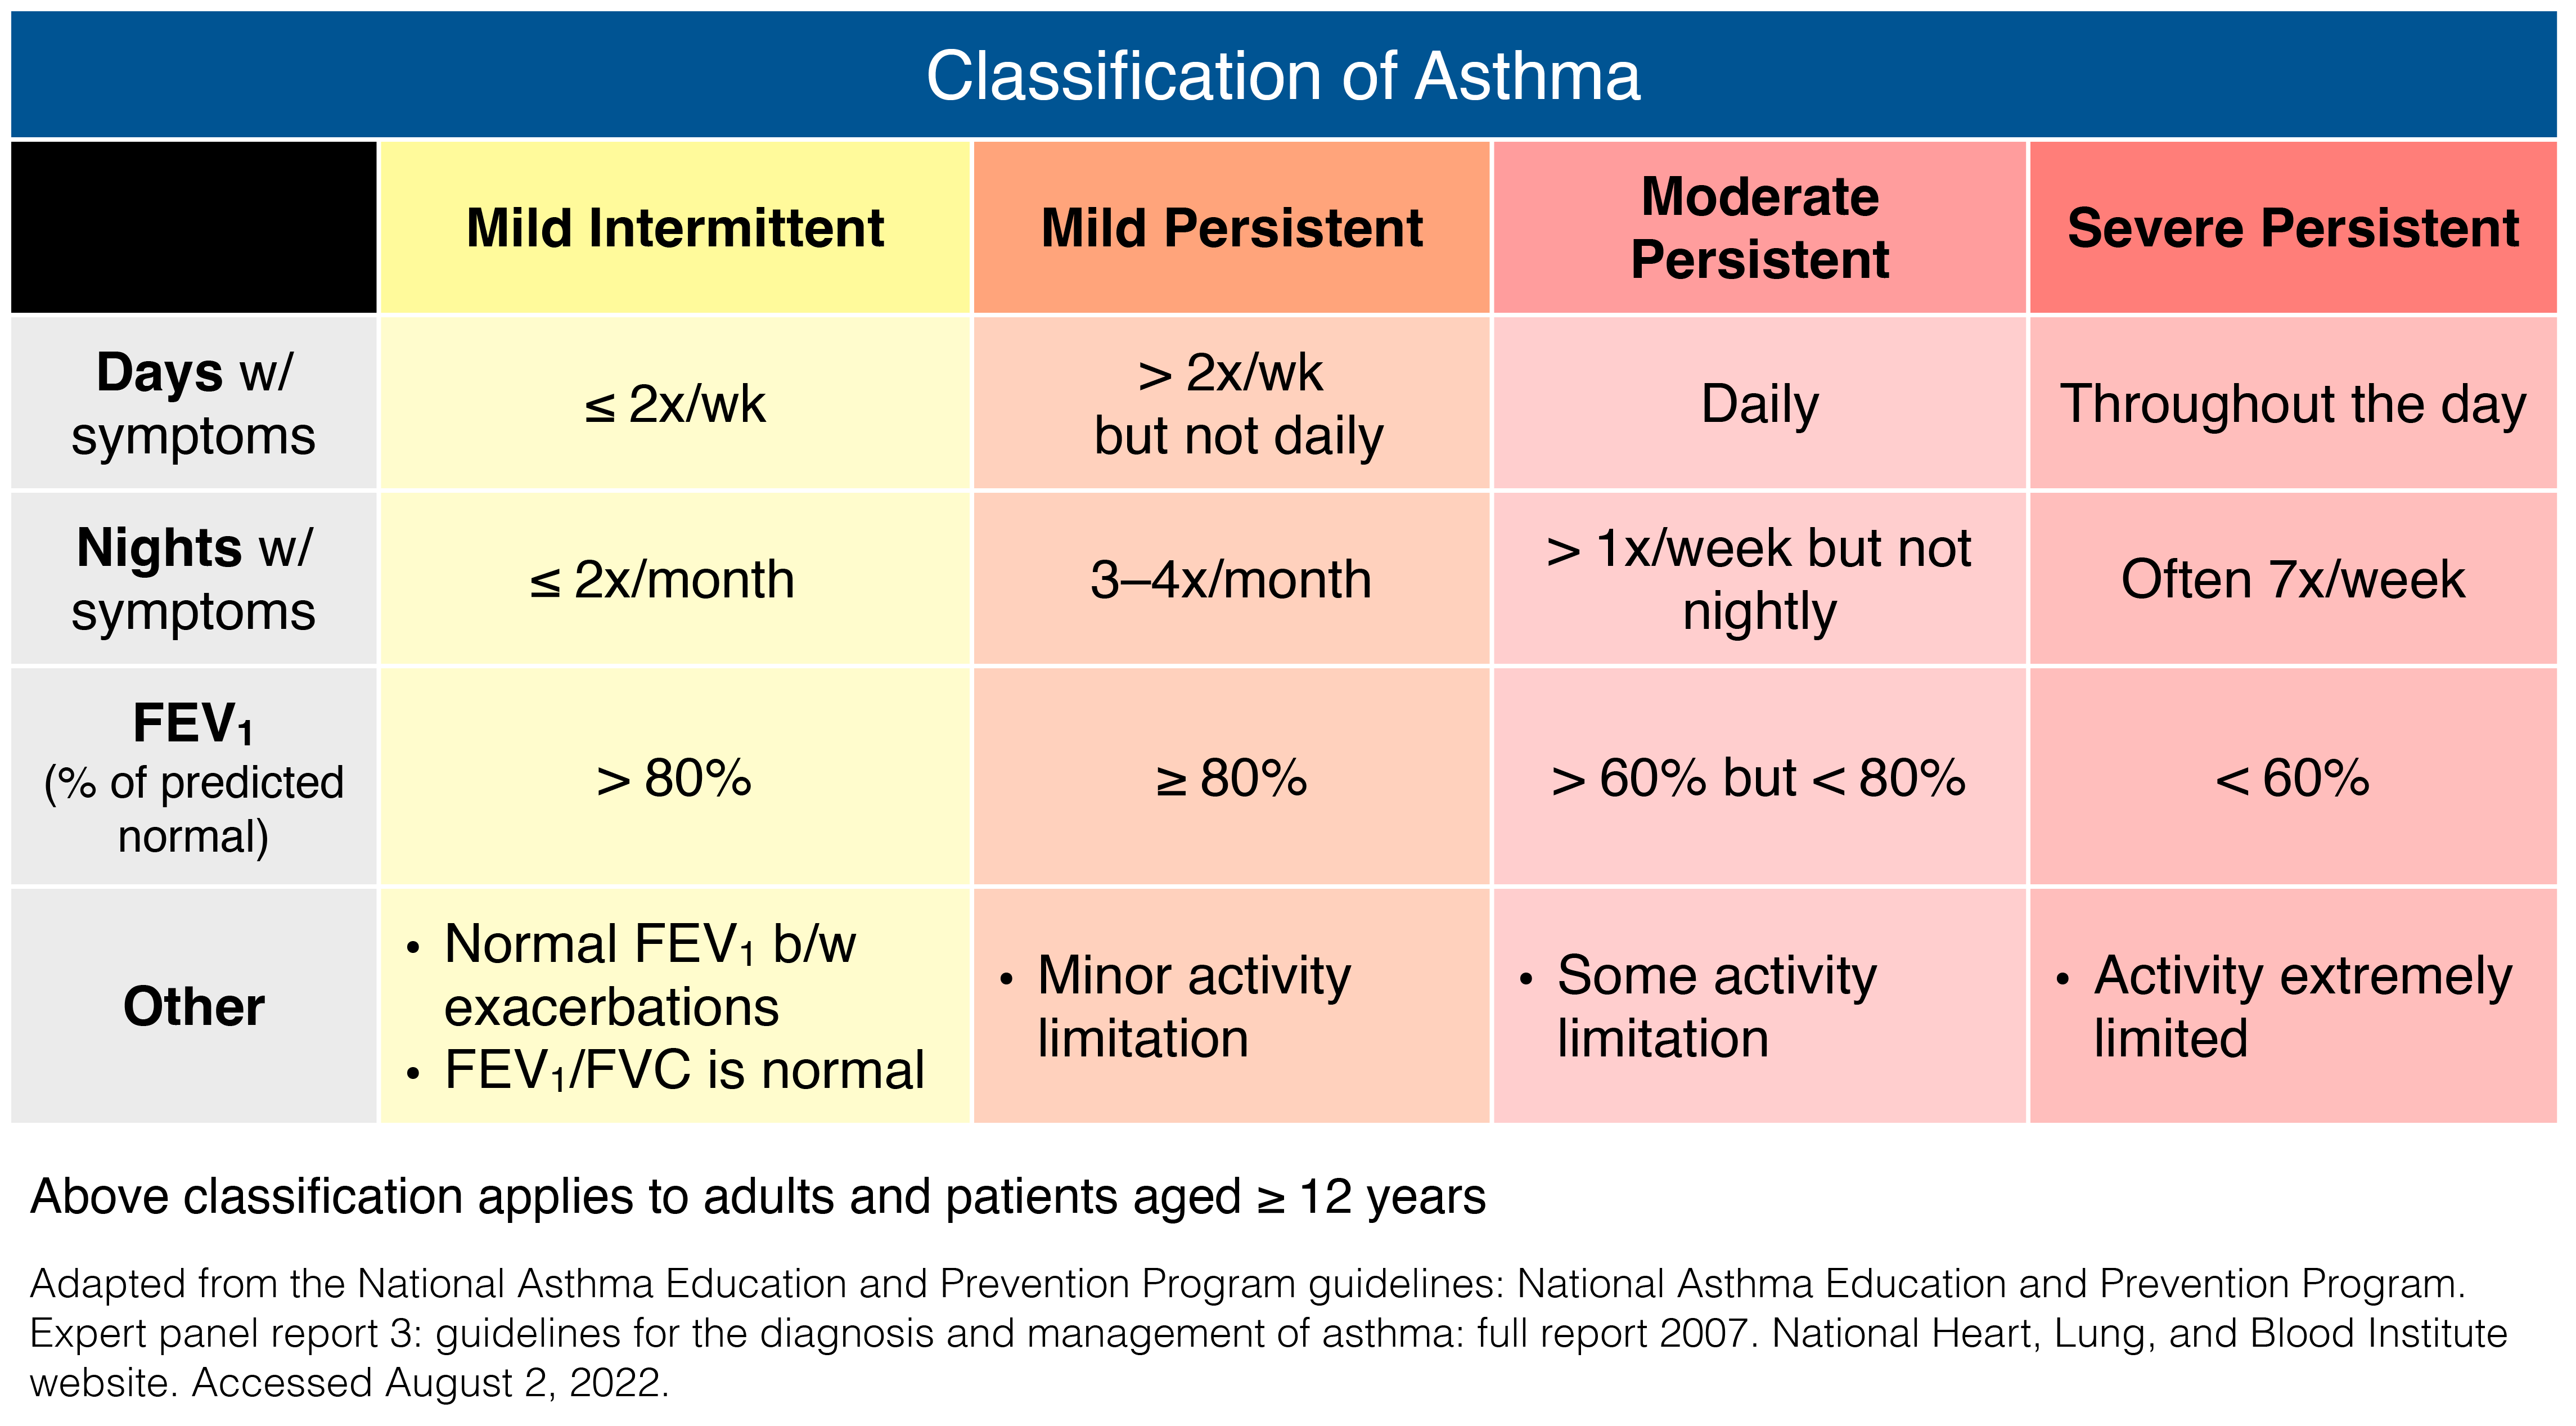 Classification of Asthma
Mild Intermittent
Mild Persistent
Moderate
Persistent
Severe Persistent
Days w/
symptoms
≤ 2x/wk
> 2x/wk
but not daily
Daily
Throughout the day
Nights w/
symptoms
≤ 2x/month
3–4x/month
> 1x/week but not
nightly
Often 7x/week
FEV₁
(% of predicted
normal)
> 80%
≥ 80%
> 60% but < 80%
< 60%
Other
• Normal FEV₁ b/w
exacerbations
• FEV₁/FVC is normal
• Minor activity
limitation
• Some activity
limitation
• Activity extremely
limited
Above classification applies to adults and patients aged ≥ 12 years
Adapted from the National Asthma Education and Prevention Program guidelines: National Asthma Education and Prevention Program.
Expert panel report 3: guidelines for the diagnosis and management of asthma: full report 2007. National Heart, Lung, and Blood Institute
website. Accessed August 2, 2022.